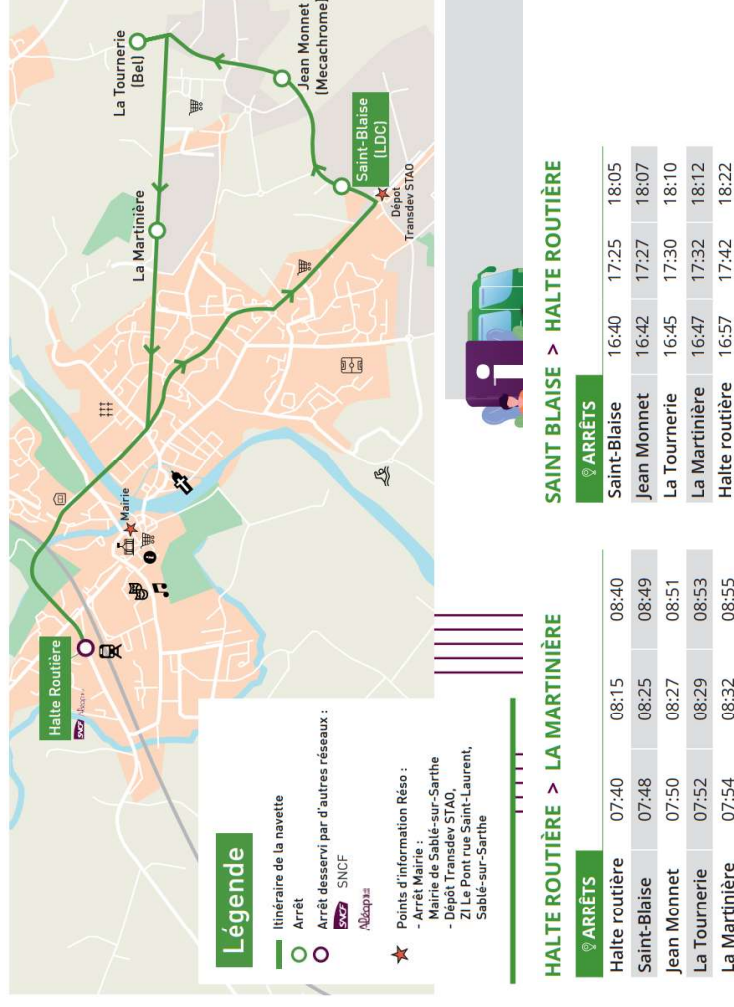 Halte Routière
SNCF
Mairie
La Martinière
La Tournerie
(Bel)
Jean Monnet
(Mecachrome)
Saint-Blaise
(LDC)
Dépot
Transdev STAO
Légende
Itinéraire de la navette
Arrêt
Arrêt desservi par d'autres réseaux :
SNCF SNCF
Points d'information Réso :
- Arrêt Mairie :
Mairie de Sablé-sur-Sarthe
- Dépôt Transdev STAO,
ZI Le Pont rue Saint-Laurent,
Sablé-sur-Sarthe
HALTE ROUTIÈRE > LA MARTINIÈRE
ARRÊTS
Halte routière 07:40 08:15 08:40
Saint-Blaise 07:48 08:25 08:49
Jean Monnet 07:50 08:27 08:51
La Tournerie 07:52 08:29 08:53
La Martinière 07:54 08:32 08:55
SAINT BLAISE > HALTE ROUTIÈRE
ARRÊTS
Saint-Blaise 16:40 17:25 18:05
Jean Monnet 16:42 17:27 18:07
La Tournerie 16:45 17:30 18:10
La Martinière 16:47 17:32 18:12
Halte routière 16:57 17:42 18:22